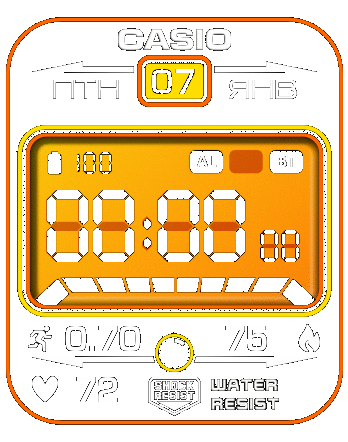 CASIO
ПТН 07 ЯНВ
100 AL BT
00:00 00
0.70 75
72 SHOCK RESIST WATER RESIST